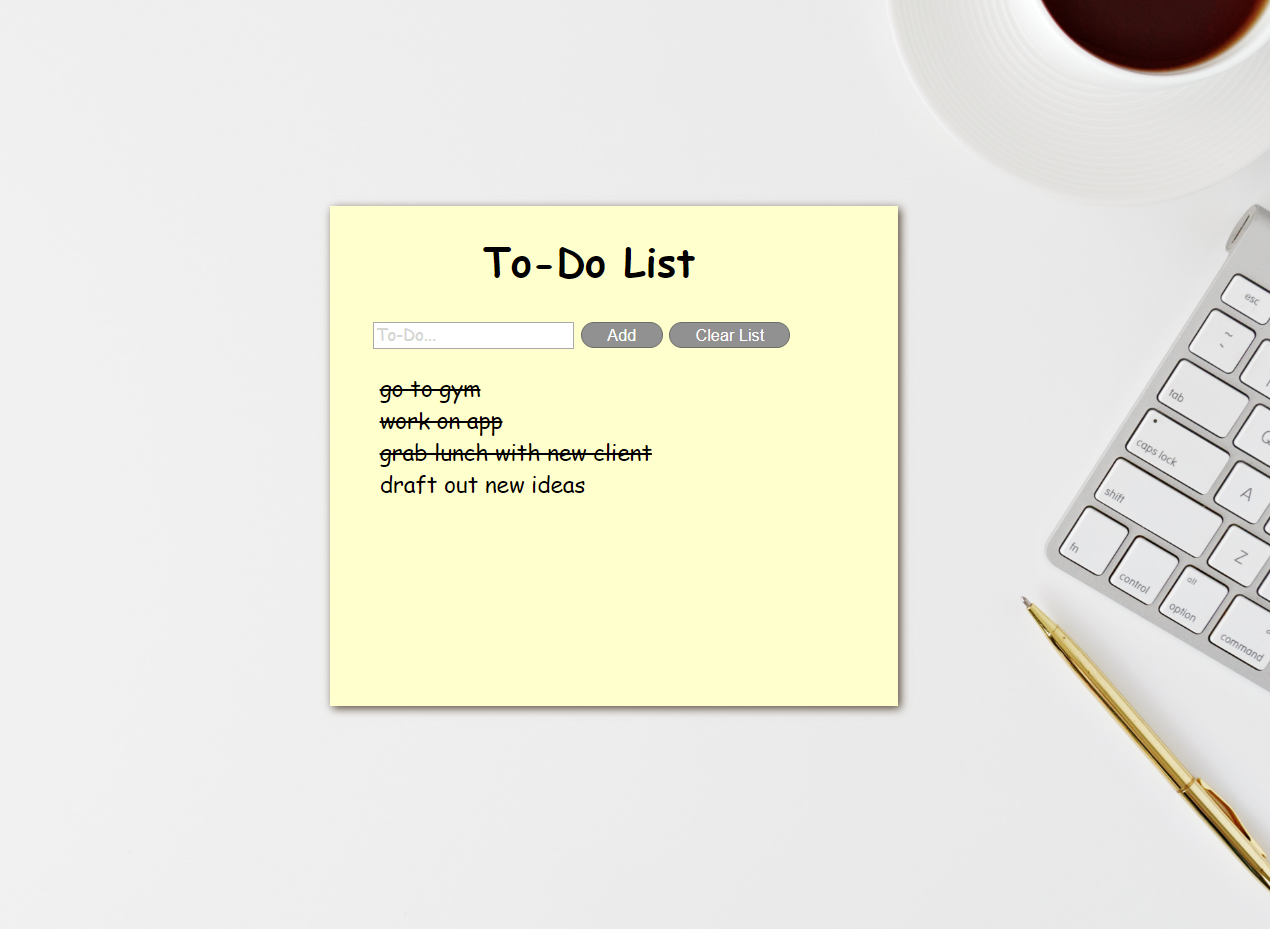 To-Do List
To-Do... Add Clear List
go to gym
work on app
grab lunch with new client
draft out new ideas
esc
~
`
tab
Q
caps lock
A
shift
Z
fn
control
alt
option
command